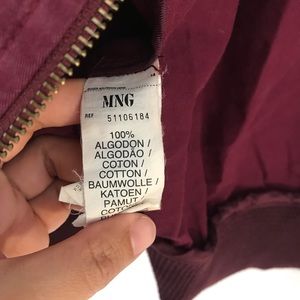 MNG
REF 51106184
100%
ALGODON /
ALGODÃO /
COTON /
COTTON /
BAUMWOLLE /
KATOEN /
PAMUT /